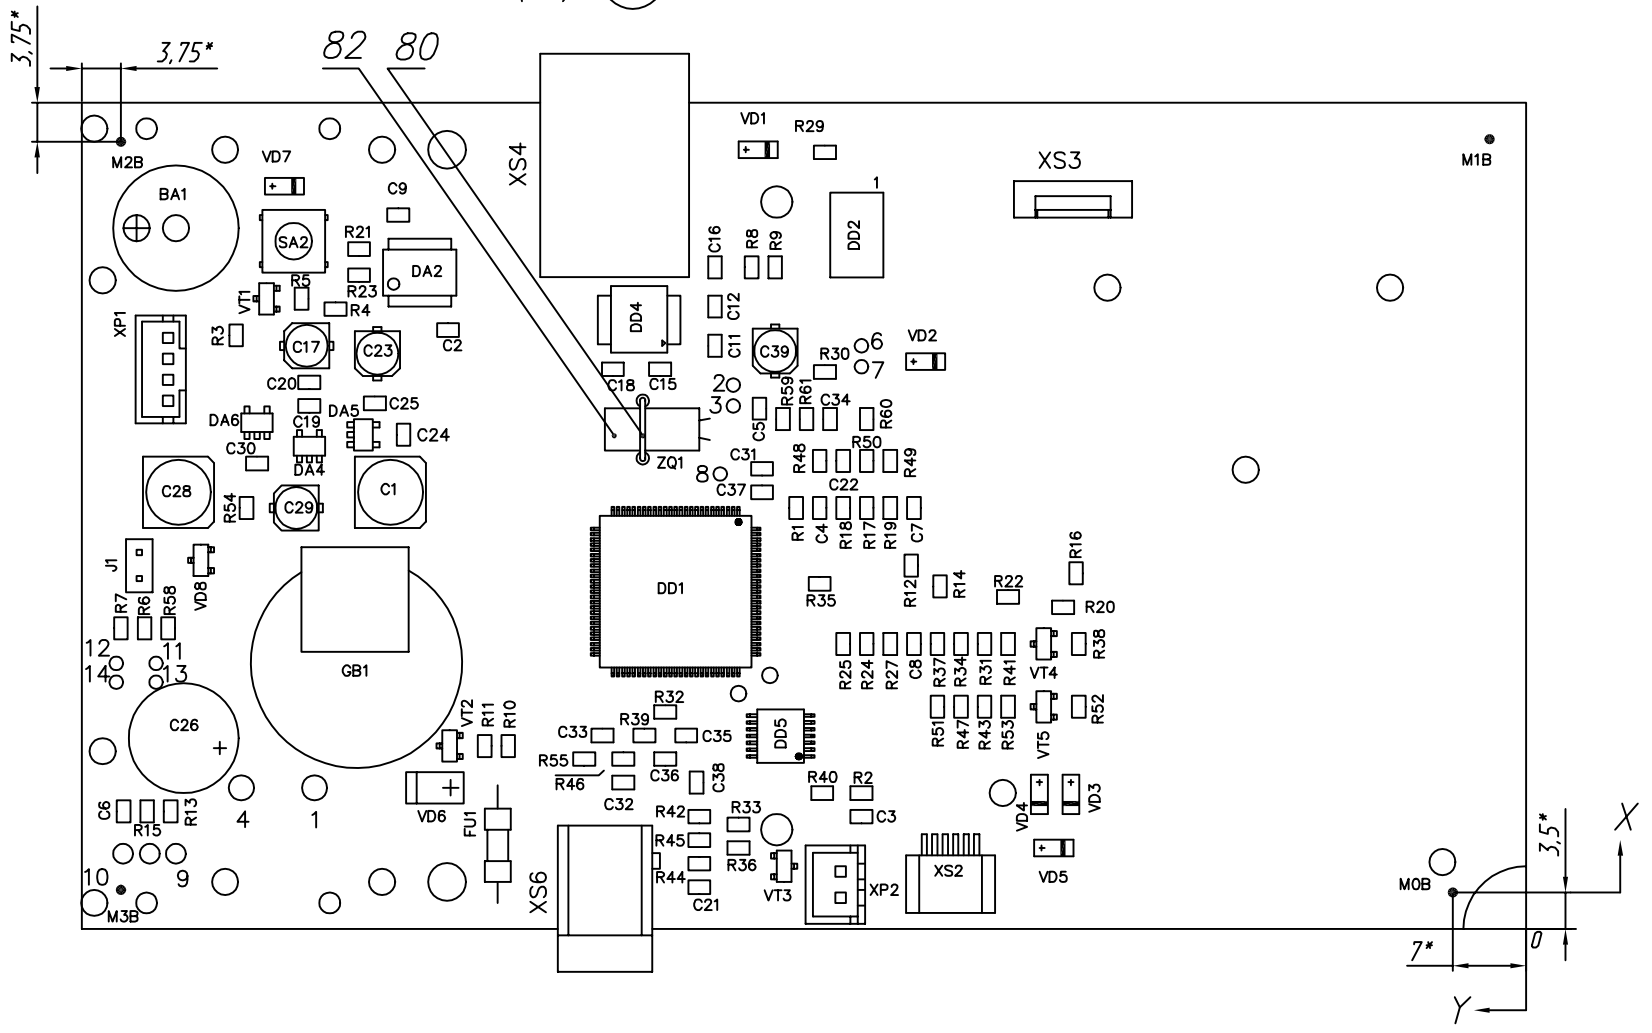 3,75*
3,75*
82 80
M2B
VD7
BA1
C9
SA2
R21
DA2
R5
R23
VT1
R4
XP1
R3
C17
C23
C2
C20
C19
C25
DA6
DA5
C24
C30
DA4
C28
R54
C29
C1
J1
VD8
R7
R6
R58
12
11
14
13
GB1
C26
+
VT2
R11
R10
VD6
+
FU1
C6
R15
R13
4
1
10
9
M3B
XS4
VD1
+
R29
1
DD2
C16
R8
R9
DD4
C12
C11
C39
R30
6
7
VD2
+
C18
C15
2
3
R59
R61
C34
C5
R60
ZQ1
C31
8
C37
R48
R50
R49
C22
R1
C4
R18
R17
R19
C7
DD1
R35
R12
R14
R22
R16
R20
R25
R24
R27
C8
R37
R34
R31
R41
VT4
R38
R51
R47
R43
R53
VT5
R52
R32
C33
R39
C35
R55
R46
C36
C32
C38
DD5
R40
R2
C3
R42
R33
R45
R36
R44
C21
VT3
XP2
XS6
XS2
VD4
VD3
+
VD5
XS3
M1B
M0B
3,5*
X
7*
0
Y